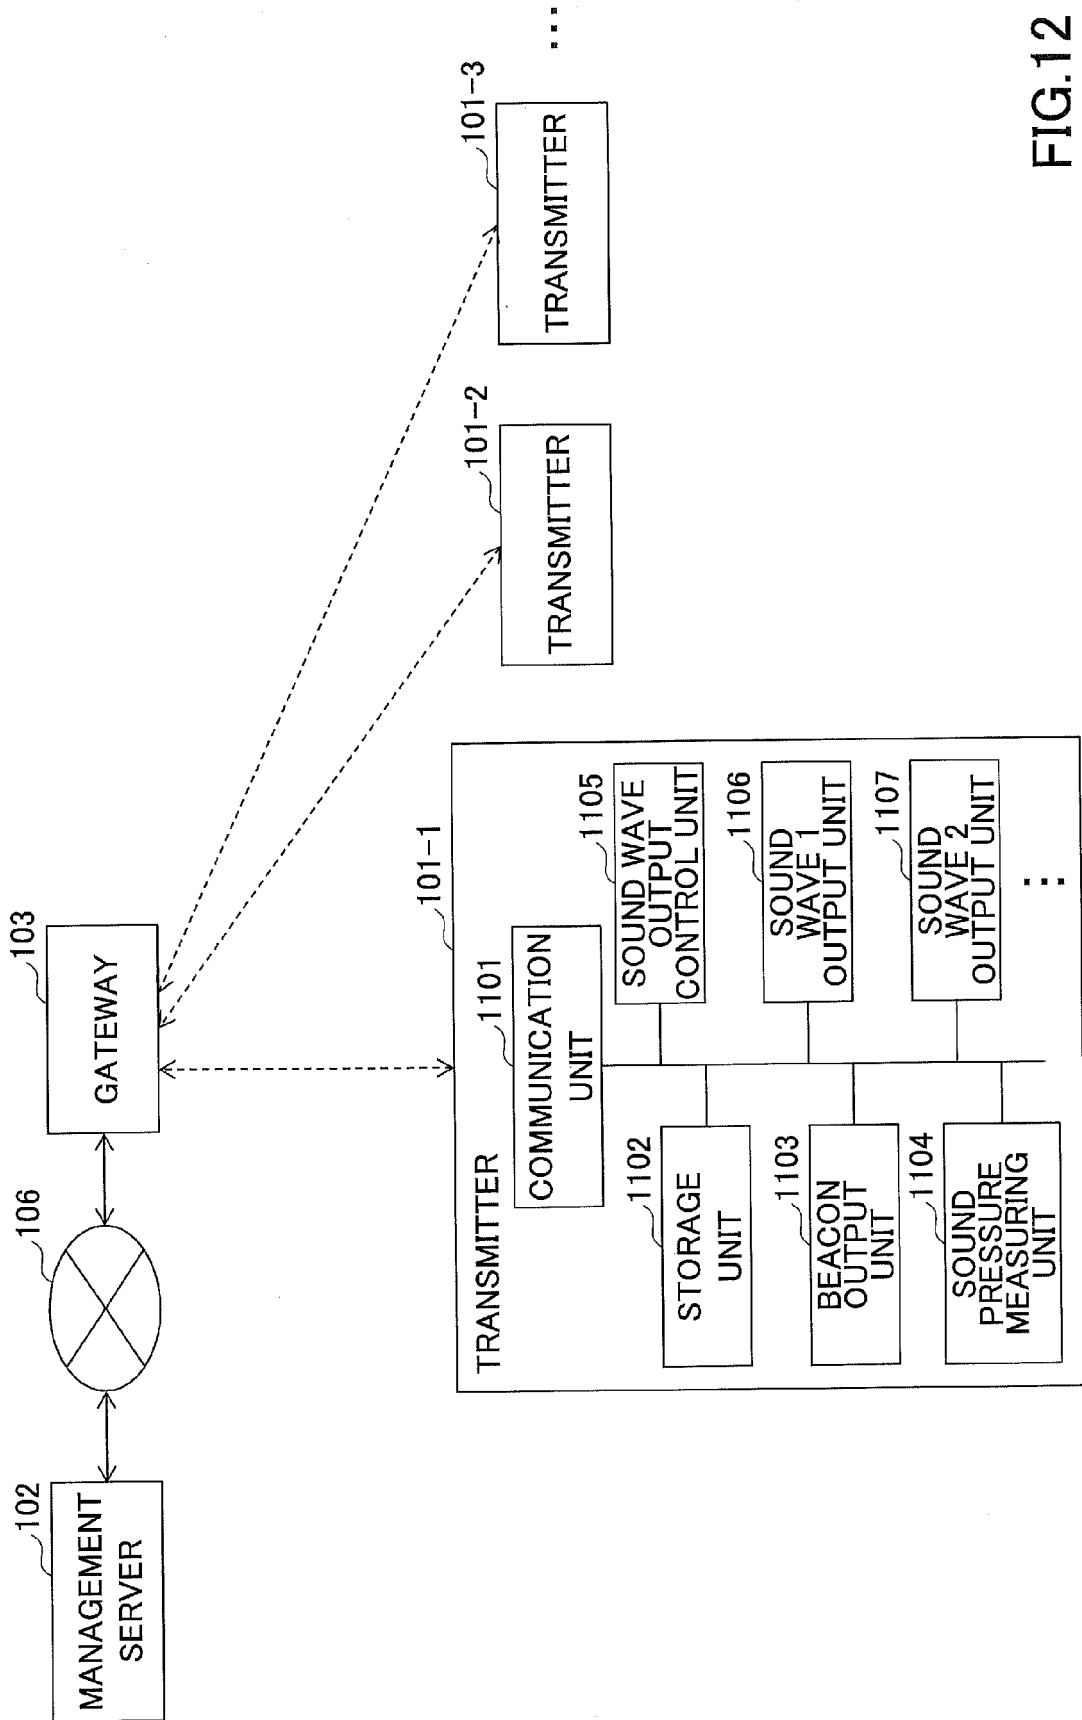 102
MANAGEMENT
SERVER
106
103
GATEWAY
101-1
TRANSMITTER
1101
COMMUNICATION
UNIT
1102
STORAGE
UNIT
1103
BEACON
OUTPUT
UNIT
1104
SOUND
PRESSURE
MEASURING
UNIT
1105
SOUND WAVE
OUTPUT
CONTROL UNIT
1106
SOUND
WAVE 1
OUTPUT UNIT
1107
SOUND
WAVE 2
OUTPUT UNIT
⋮
101-2
TRANSMITTER
101-3
TRANSMITTER
...
FIG.12